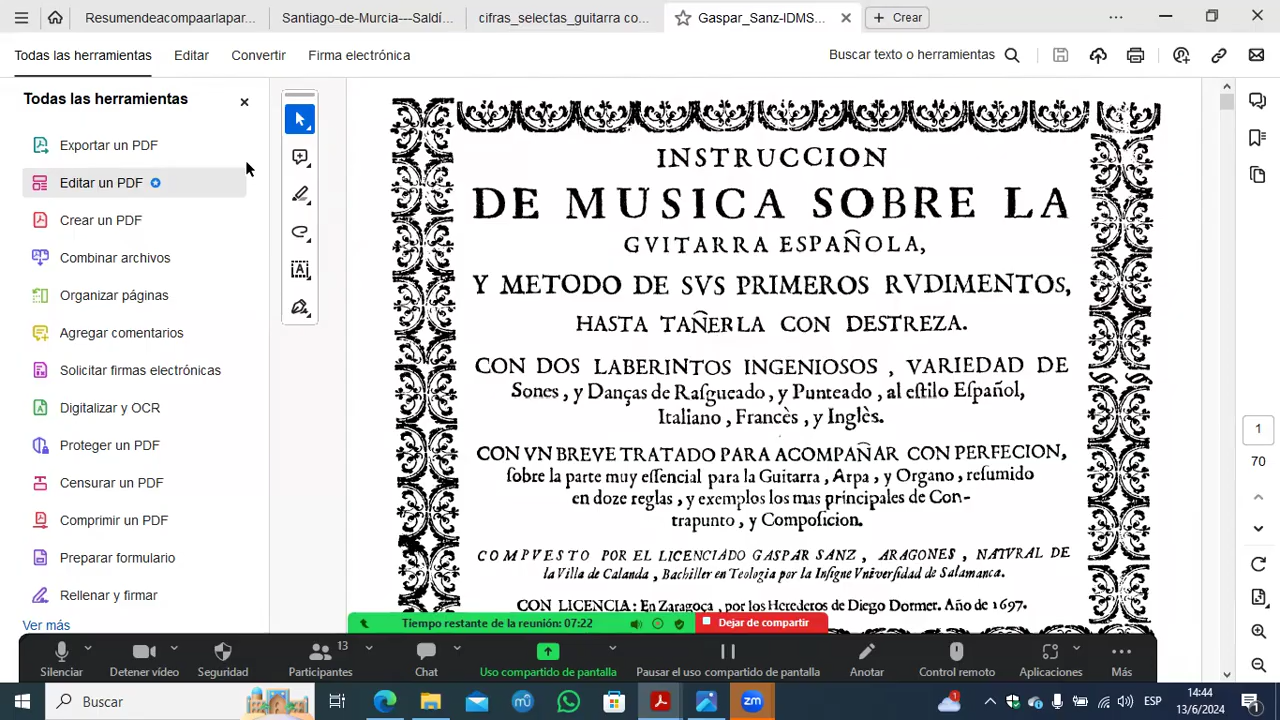 Resumendeacompaarlapar...
Santiago-de-Murcia---Saldí...
cifras_selectas_guitarra co...
Gaspar_Sanz-IDMS...
Crear
Todas las herramientas
Editar
Convertir
Firma electrónica
Buscar texto o herramientas
Todas las herramientas
Exportar un PDF
Editar un PDF
Crear un PDF
Combinar archivos
Organizar páginas
Agregar comentarios
Solicitar firmas electrónicas
Digitalizar y OCR
Proteger un PDF
Censurar un PDF
Comprimir un PDF
Preparar formulario
Rellenar y firmar
Ver más
INSTRUCCION
DE MUSICA SOBRE LA
GVITARRA ESPAÑOLA,
Y METODO DE SVS PRIMEROS RVDIMENTOS,
HASTA TAÑERLA CON DESTREZA.
CON DOS LABERINTOS INGENIOSOS, VARIEDAD DE
Sones, y Danças de Raſgueado, y Punteado, al eſtilo Eſpañol,
Italiano, Francès, y Inglès.
CON VN BREVE TRATADO PARA ACOMPAÑAR CON PERFECION,
ſobre la parte muy eſſencial para la Guitarra, Arpa, y Organo, reſumido
en doze reglas, y exemplos los mas principales de Con-
trapunto, y Compoſicion.
COMPVESTO POR EL LICENCIADO GASPAR SANZ, ARAGONES, NATVRAL DE
la Villa de Calanda, Bachiller en Teologia por la Inſigne Vniverſidad de Salamanca.
CON LICENCIA: En Zaragoça, por los Herederos de Diego Dormer. Año de 1697.
1
70
Tiempo restante de la reunión: 07:22
Dejar de compartir
13
Silenciar
Detener video
Seguridad
Participantes
Chat
Uso compartido de pantalla
Pausar el uso compartido de pantalla
Anotar
Control remoto
Aplicaciones
Más
Buscar
zm
1
ESP
14:44
13/6/2024
1